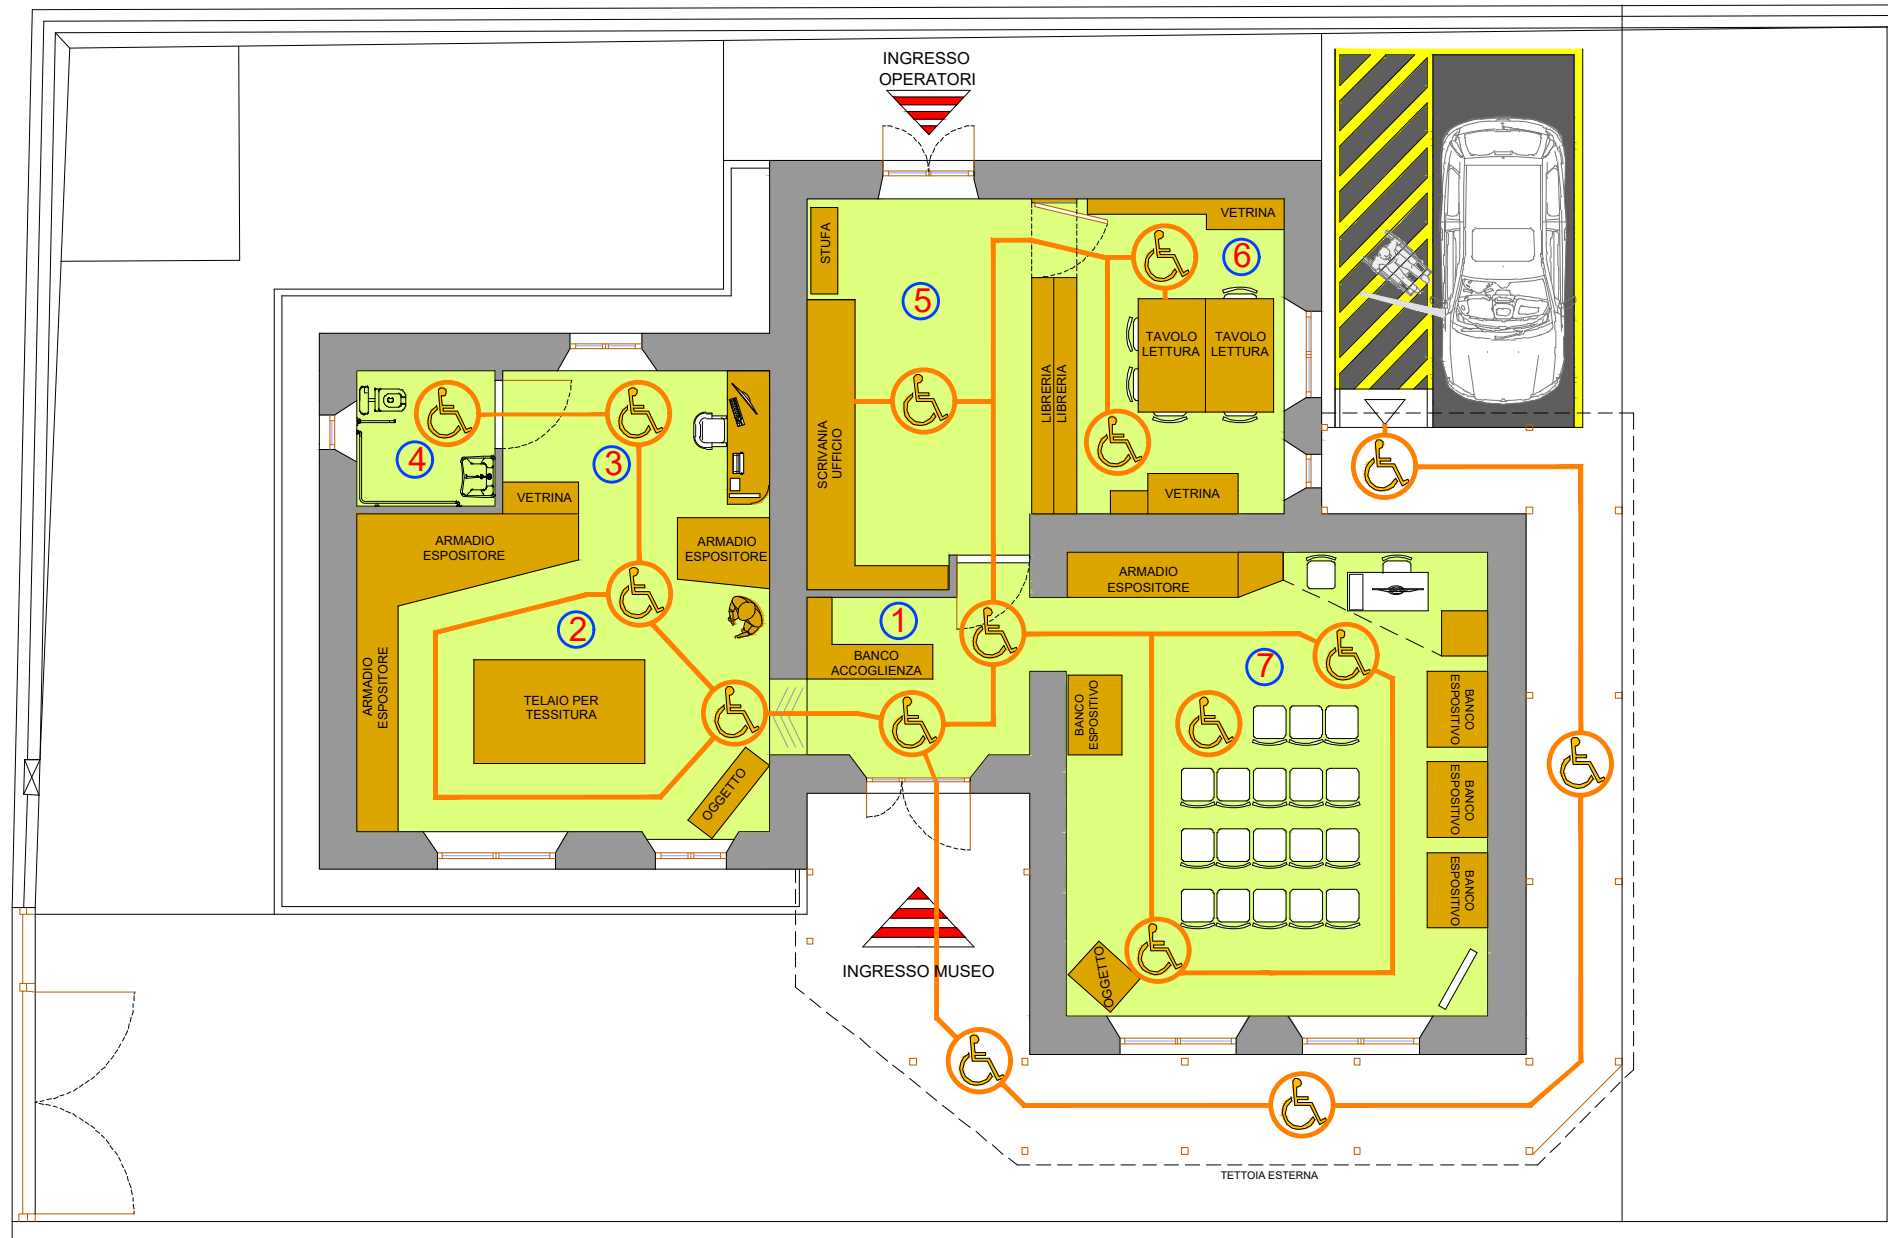 INGRESSO
OPERATORI
STUFA
VETRINA
6
5
TAVOLO
LETTURA
TAVOLO
LETTURA
LIBRERIA
LIBRERIA
SCRIVANIA
UFFICIO
4
3
VETRINA
VETRINA
ARMADIO
ESPOSITORE
ARMADIO
ESPOSITORE
ARMADIO
ESPOSITORE
2
1
BANCO
ACCOGLIENZA
7
ARMADIO
ESPOSITORE
TELAIO PER
TESSITURA
BANCO
ESPOSITIVO
BANCO
ESPOSITIVO
OGGETTO
BANCO
ESPOSITIVO
BANCO
ESPOSITIVO
INGRESSO MUSEO
OGGETTO
TETTOIA ESTERNA